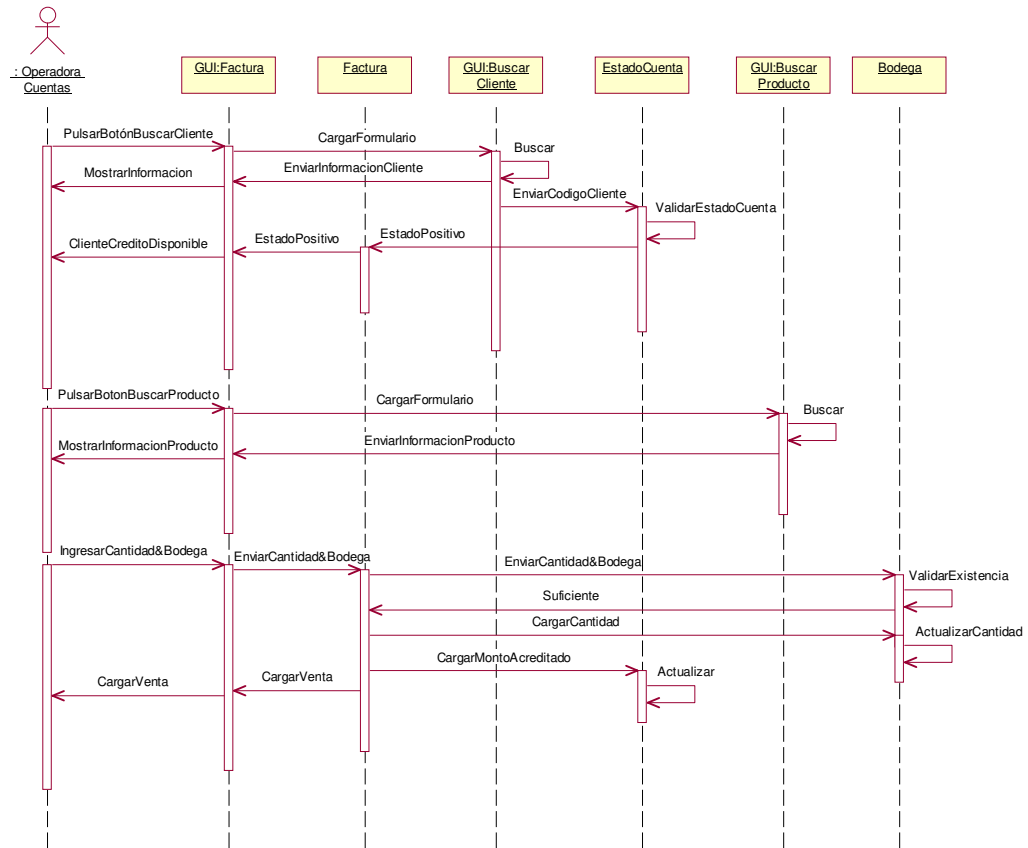 : Operadora
Cuentas
GUI:Factura
Factura
GUI:Buscar
Cliente
EstadoCuenta
GUI:Buscar
Producto
Bodega
PulsarBotónBuscarCliente
CargarFormulario
Buscar
EnviarInformacionCliente
MostrarInformacion
EnviarCodigoCliente
ValidarEstadoCuenta
EstadoPositivo
EstadoPositivo
ClienteCreditoDisponible
PulsarBotonBuscarProducto
CargarFormulario
Buscar
EnviarInformacionProducto
MostrarInformacionProducto
IngresarCantidad&Bodega
EnviarCantidad&Bodega
EnviarCantidad&Bodega
ValidarExistencia
Suficiente
CargarCantidad
ActualizarCantidad
CargarMontoAcreditado
Actualizar
CargarVenta
CargarVenta